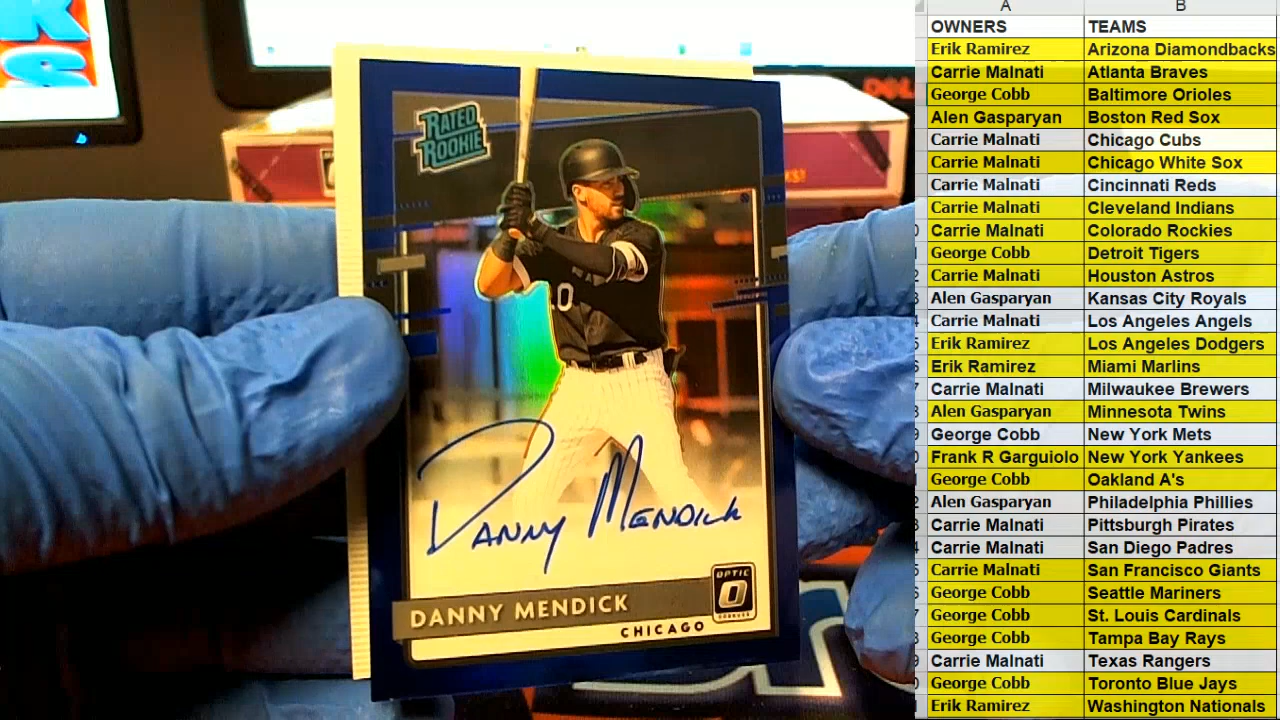 RATED
ROOKIE
Danny Mendick
OPTIC
DANNY MENDICK
CHICAGO
DELL
A B
OWNERS TEAMS
Erik Ramirez Arizona Diamondbacks
Carrie Malnati Atlanta Braves
George Cobb Baltimore Orioles
Alen Gasparyan Boston Red Sox
Carrie Malnati Chicago Cubs
Carrie Malnati Chicago White Sox
Carrie Malnati Cincinnati Reds
Carrie Malnati Cleveland Indians
Carrie Malnati Colorado Rockies
George Cobb Detroit Tigers
Carrie Malnati Houston Astros
Alen Gasparyan Kansas City Royals
Carrie Malnati Los Angeles Angels
Erik Ramirez Los Angeles Dodgers
Erik Ramirez Miami Marlins
Carrie Malnati Milwaukee Brewers
Alen Gasparyan Minnesota Twins
George Cobb New York Mets
Frank R Garguiolo New York Yankees
George Cobb Oakland A's
Alen Gasparyan Philadelphia Phillies
Carrie Malnati Pittsburgh Pirates
Carrie Malnati San Diego Padres
Carrie Malnati San Francisco Giants
George Cobb Seattle Mariners
George Cobb St. Louis Cardinals
George Cobb Tampa Bay Rays
Carrie Malnati Texas Rangers
George Cobb Toronto Blue Jays
Erik Ramirez Washington Nationals